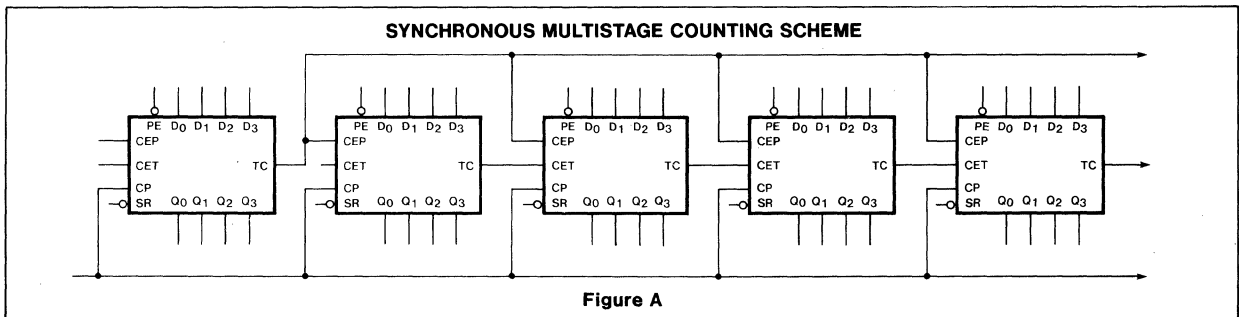 SYNCHRONOUS MULTISTAGE COUNTING SCHEME
PE D0 D1 D2 D3
CEP
CET TC
CP
SR Q0 Q1 Q2 Q3
PE D0 D1 D2 D3
CEP
CET TC
CP
SR Q0 Q1 Q2 Q3
PE D0 D1 D2 D3
CEP
CET TC
CP
SR Q0 Q1 Q2 Q3
PE D0 D1 D2 D3
CEP
CET TC
CP
SR Q0 Q1 Q2 Q3
PE D0 D1 D2 D3
CEP
CET TC
CP
SR Q0 Q1 Q2 Q3
Figure A